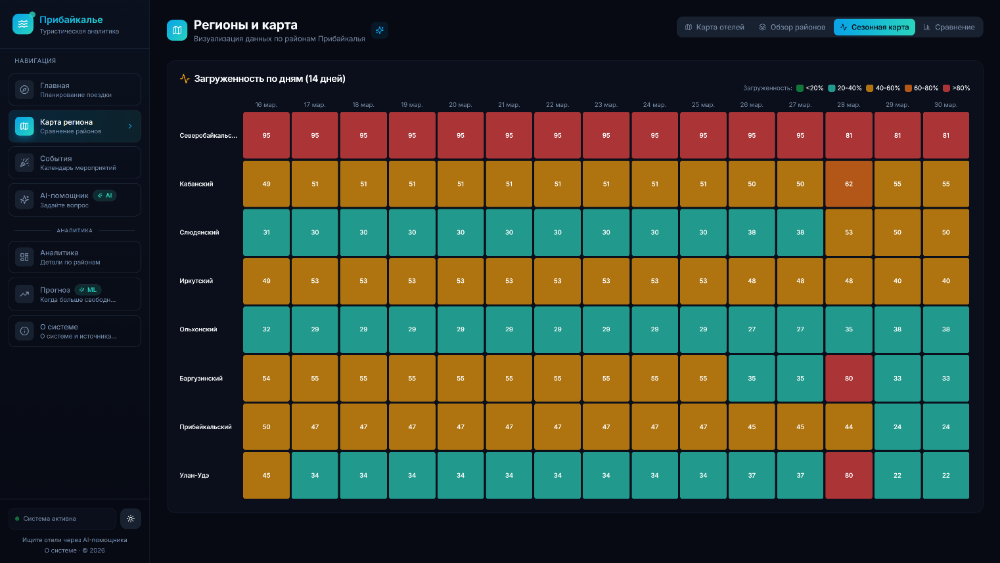 Прибайкалье
Туристическая аналитика
НАВИГАЦИЯ
Главная
Планирование поездки
Карта региона
Сравнение районов
События
Календарь мероприятий
AI-помощник AI
Задайте вопрос
АНАЛИТИКА
Аналитика
Детали по районам
Прогноз ML
Когда больше свободн...
О системе
О системе и источника...
Система активна
Ищите отели через AI-помощника
О системе · © 2026
Регионы и карта
Визуализация данных по районам Прибайкалья
Карта отелей Обзор районов Сезонная карта Сравнение
Загруженность по дням (14 дней)
Загруженность: <20% 20-40% 40-60% 60-80% >80%
16 мар. 17 мар. 18 мар. 19 мар. 20 мар. 21 мар. 22 мар. 23 мар. 24 мар. 25 мар. 26 мар. 27 мар. 28 мар. 29 мар. 30 мар.
Северобайкальс... 95 95 95 95 95 95 95 95 95 95 95 95 81 81 81
Кабанский 49 51 51 51 51 51 51 51 51 51 50 50 62 55 55
Слюдянский 31 30 30 30 30 30 30 30 30 30 38 38 53 50 50
Иркутский 49 53 53 53 53 53 53 53 53 53 48 48 48 40 40
Ольхонский 32 29 29 29 29 29 29 29 29 29 27 27 35 38 38
Баргузинский 54 55 55 55 55 55 55 55 55 55 35 35 80 33 33
Прибайкальский 50 47 47 47 47 47 47 47 47 47 45 45 44 24 24
Улан-Удэ 45 34 34 34 34 34 34 34 34 34 37 37 80 22 22